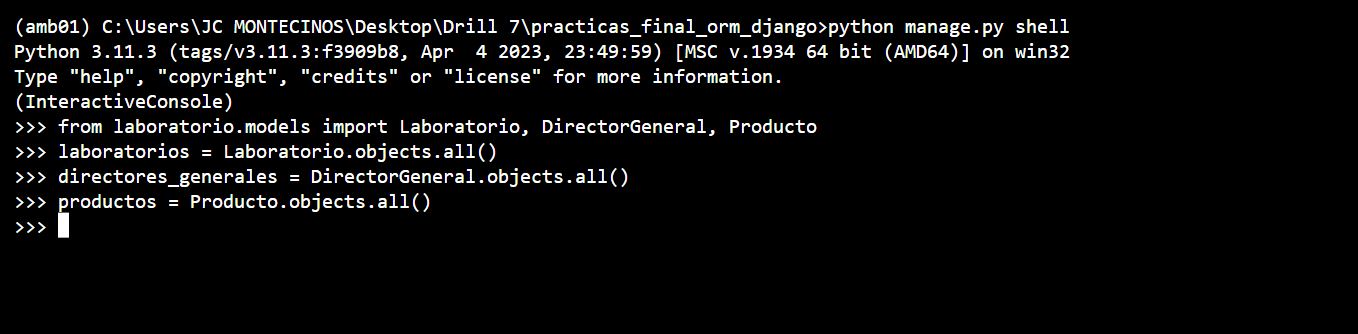 (amb01) C:\Users\JC MONTECINOS\Desktop\Drill 7\practicas_final_orm_django>python manage.py shell
Python 3.11.3 (tags/v3.11.3:f3909b8, Apr  4 2023, 23:49:59) [MSC v.1934 64 bit (AMD64)] on win32
Type "help", "copyright", "credits" or "license" for more information.
(InteractiveConsole)
>>> from laboratorio.models import Laboratorio, DirectorGeneral, Producto
>>> laboratorios = Laboratorio.objects.all()
>>> directores_generales = DirectorGeneral.objects.all()
>>> productos = Producto.objects.all()
>>>